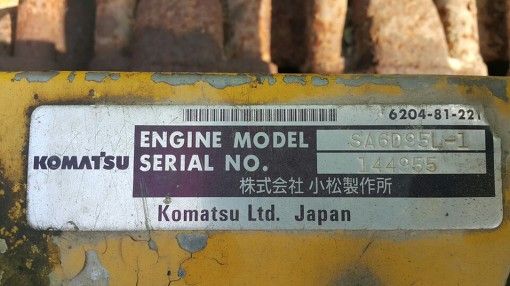 6204-81-221
ENGINE MODEL SA6D95L-1
KOMATSU SERIAL NO. 144955
株式会社 小松製作所
Komatsu Ltd. Japan